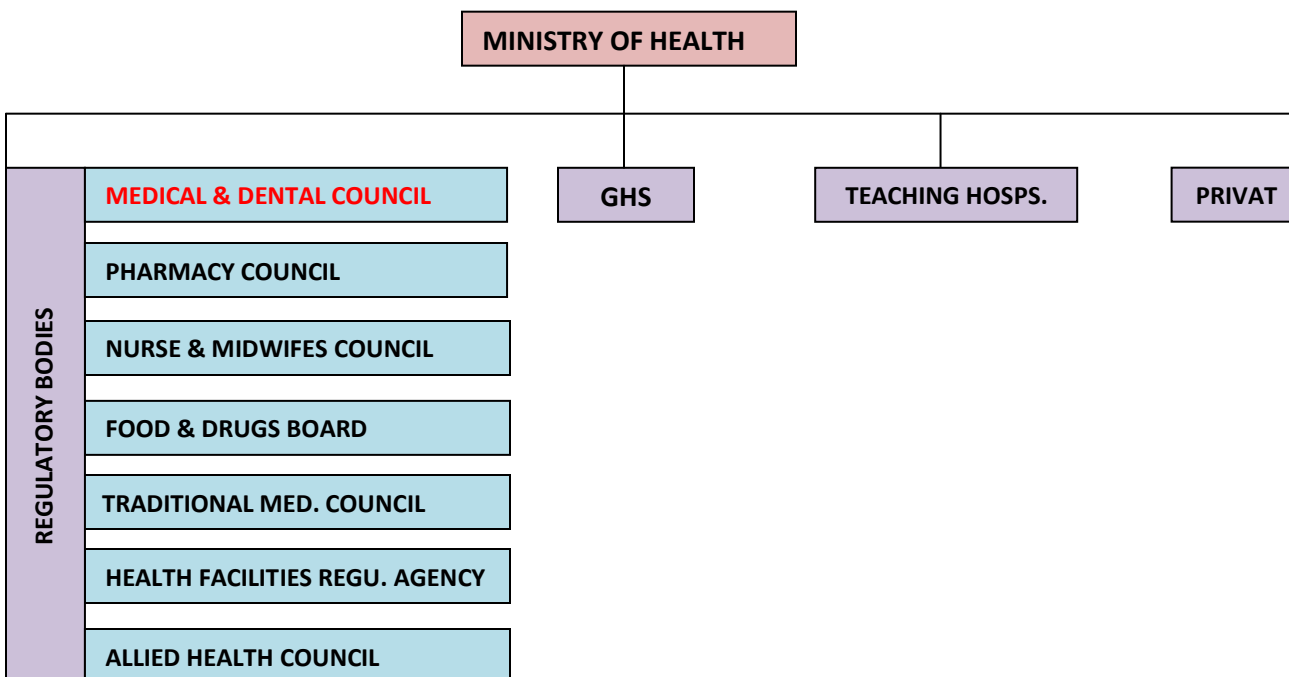 MINISTRY OF HEALTH
REGULATORY BODIES
MEDICAL & DENTAL COUNCIL
PHARMACY COUNCIL
NURSE & MIDWIFES COUNCIL
FOOD & DRUGS BOARD
TRADITIONAL MED. COUNCIL
HEALTH FACILITIES REGU. AGENCY
ALLIED HEALTH COUNCIL
GHS
TEACHING HOSPS.
PRIVAT